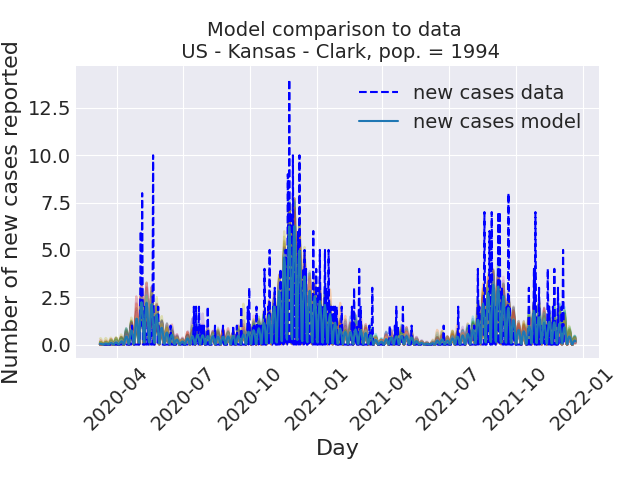 Model comparison to data
US - Kansas - Clark, pop. = 1994
new cases data
new cases model
Number of new cases reported
12.5
10.0
7.5
5.0
2.5
0.0
2020-04
2020-07
2020-10
2021-01
2021-04
2021-07
2021-10
2022-01
Day